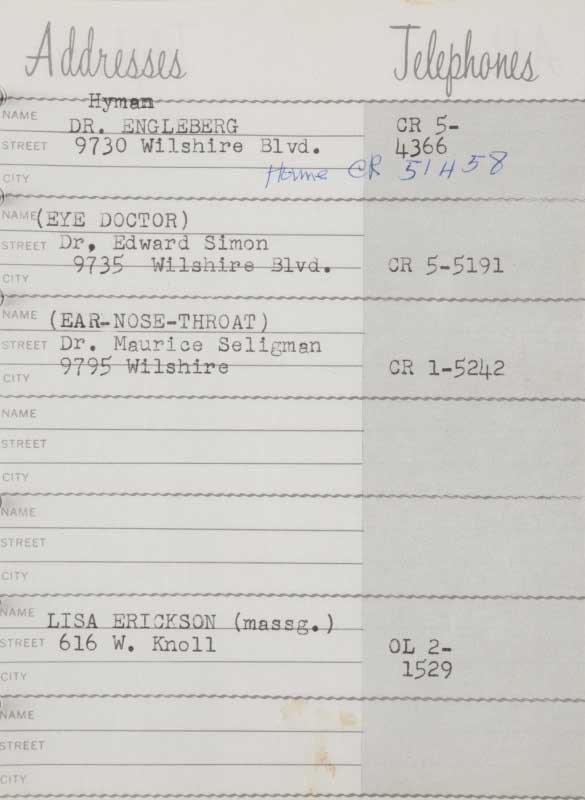 Addresses Telephones
Hyman
NAME DR. ENGLEBERG CR 5-
STREET 9730 Wilshire Blvd. 4366
CITY Home CR 51458
NAME (EYE DOCTOR)
STREET Dr, Edward Simon
9735 Wilshire Blvd. CR 5-5191
CITY
NAME (EAR-NOSE-THROAT)
STREET Dr. Maurice Seligman
CITY 9795 Wilshire CR 1-5242
NAME
STREET
CITY
NAME
STREET
CITY
NAME LISA ERICKSON (massg.)
STREET 616 W. Knoll OL 2-
1529
CITY
NAME
STREET
CITY